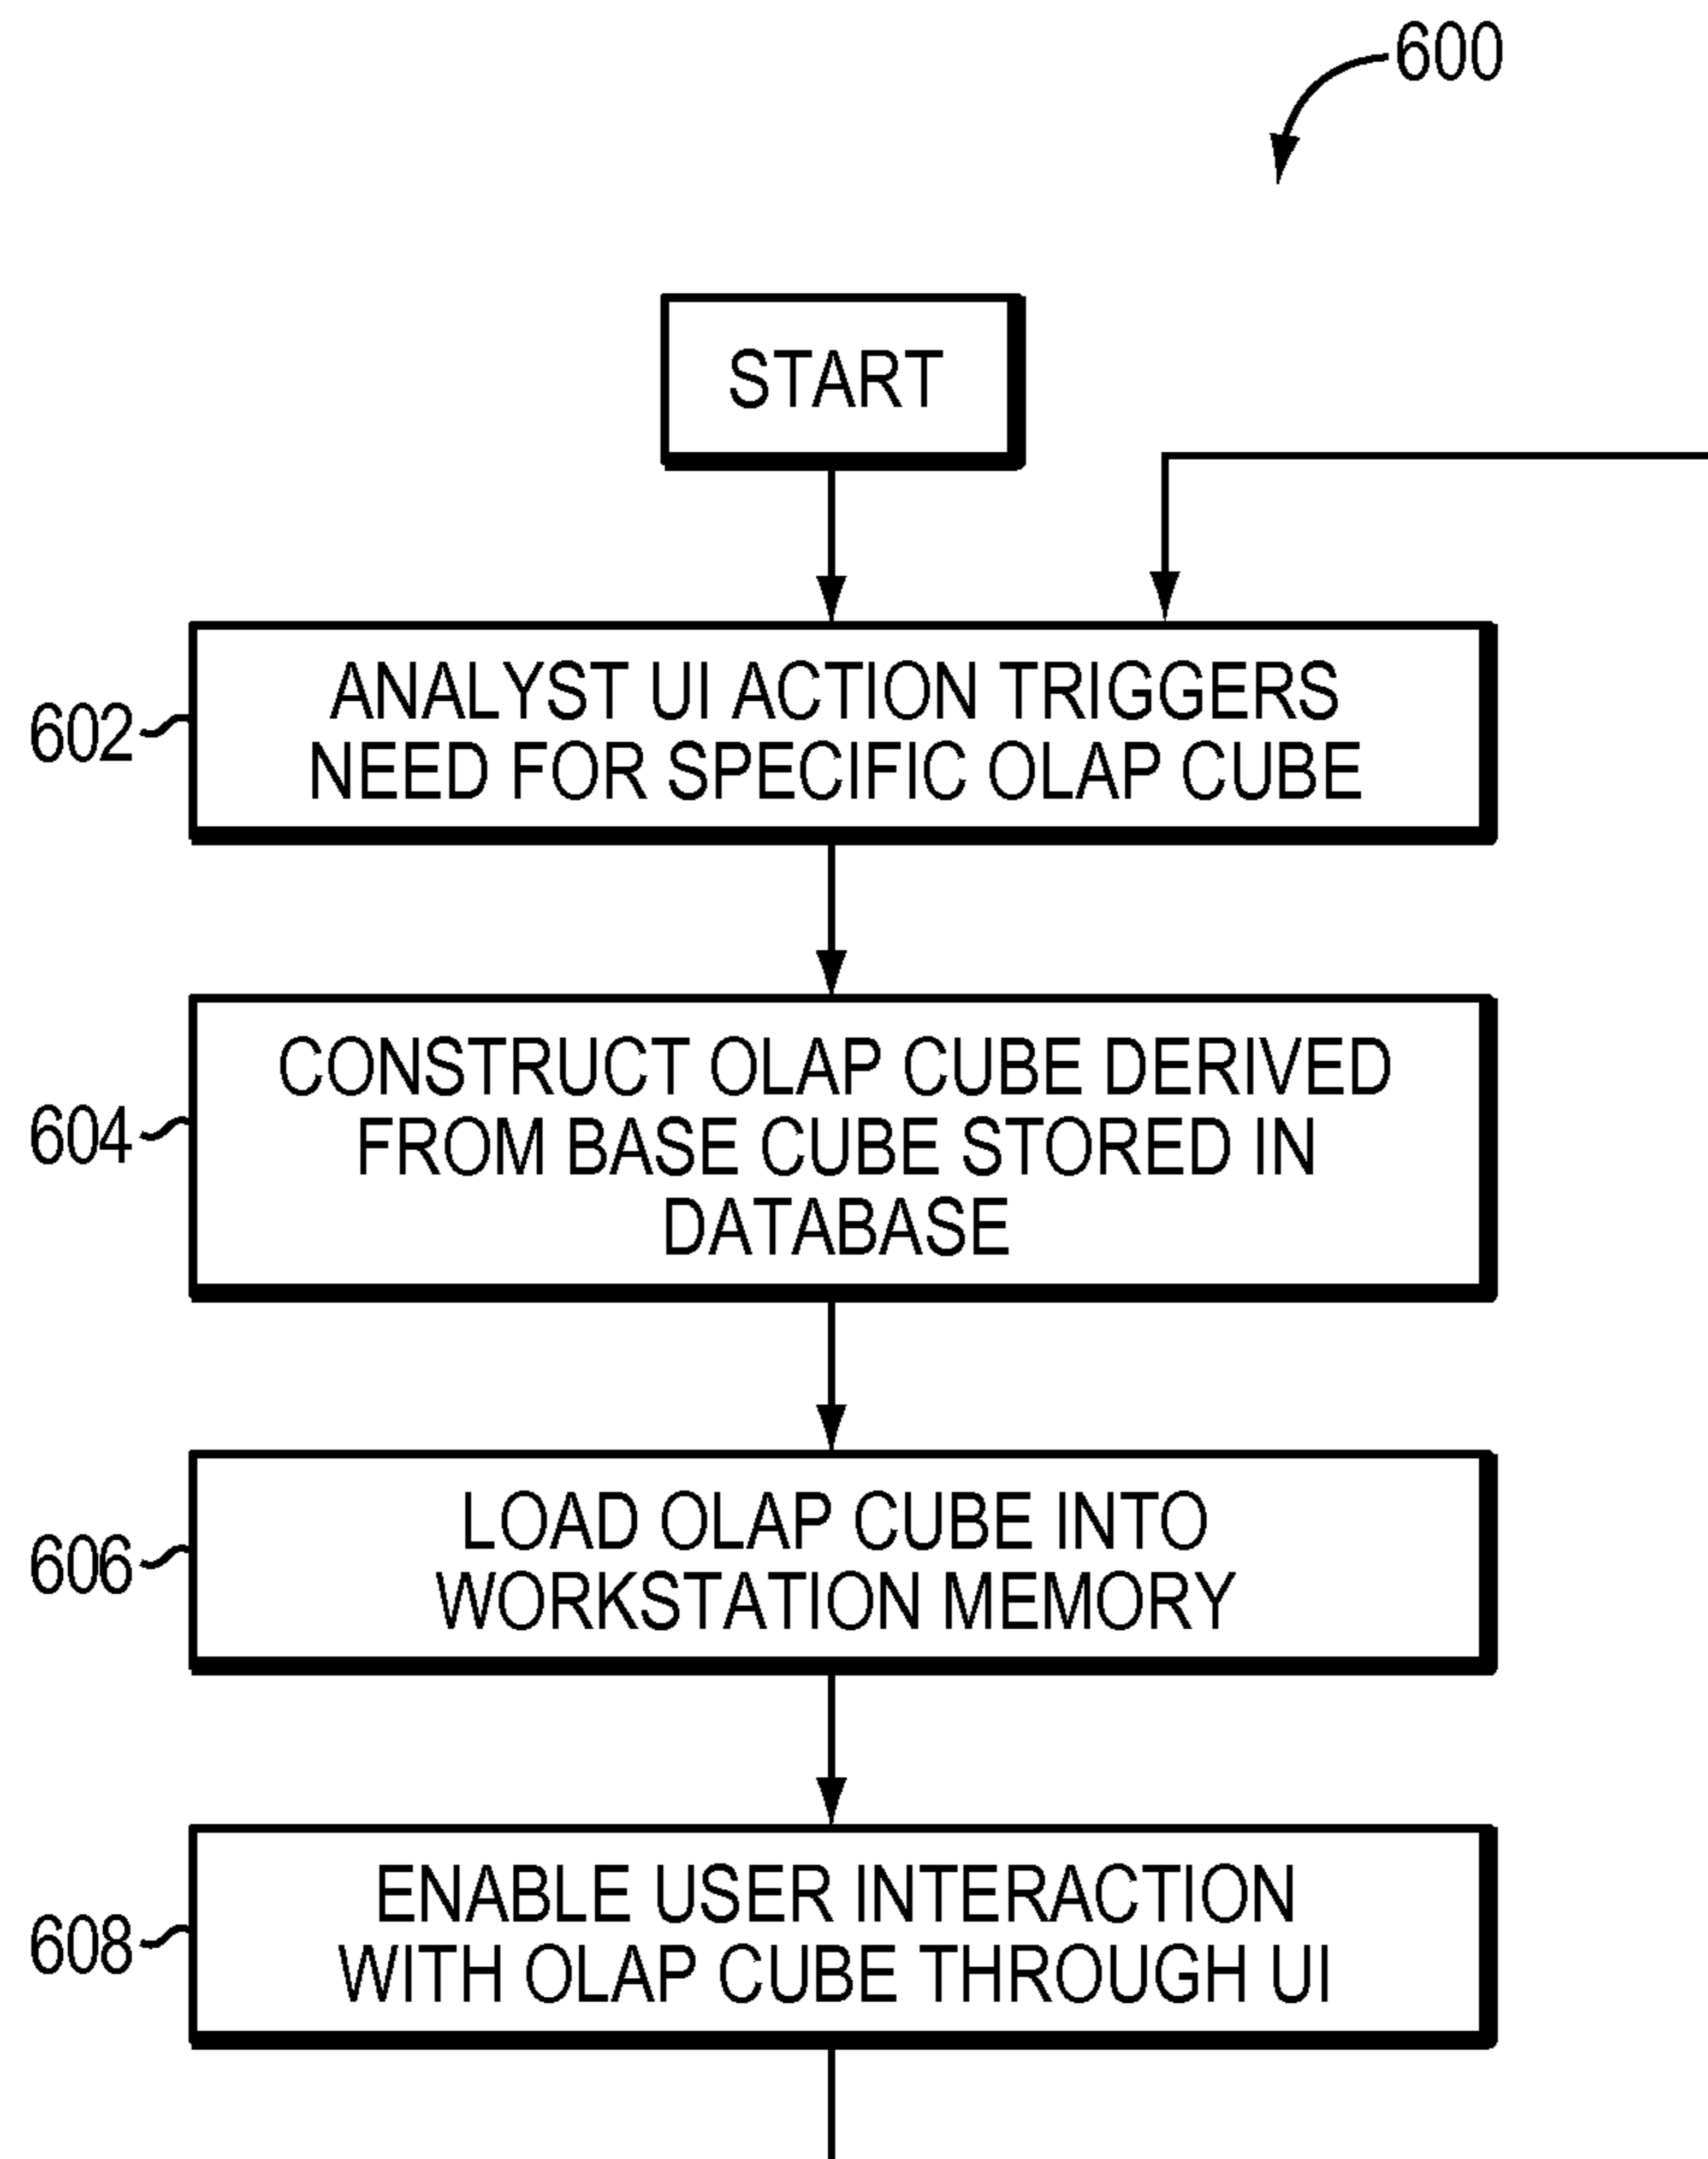 600
START
602
ANALYST UI ACTION TRIGGERS
NEED FOR SPECIFIC OLAP CUBE
604
CONSTRUCT OLAP CUBE DERIVED
FROM BASE CUBE STORED IN
DATABASE
606
LOAD OLAP CUBE INTO
WORKSTATION MEMORY
608
ENABLE USER INTERACTION
WITH OLAP CUBE THROUGH UI